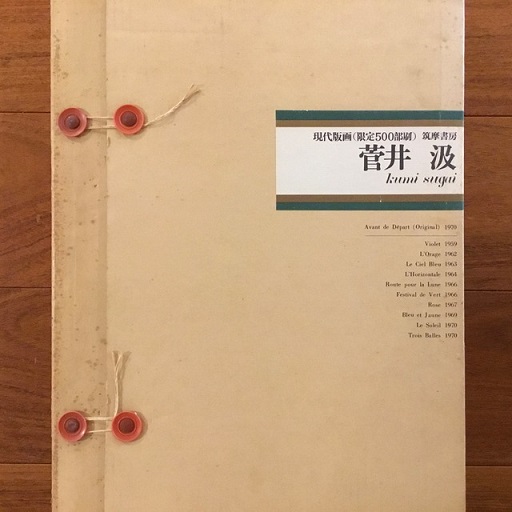 現代版画(限定500部刷) 筑摩書房
菅井 汲
kumi sugai
Avant de Départ (Original) 1970
Violet 1959
L'Orage 1962
Le Ciel Bleu 1963
L'Horizontale 1964
Route pour la Lune 1966
Festival de Vent 1966
Rose 1967
Bleu et Jaune 1969
Le Soleil 1970
Trois Balles 1970